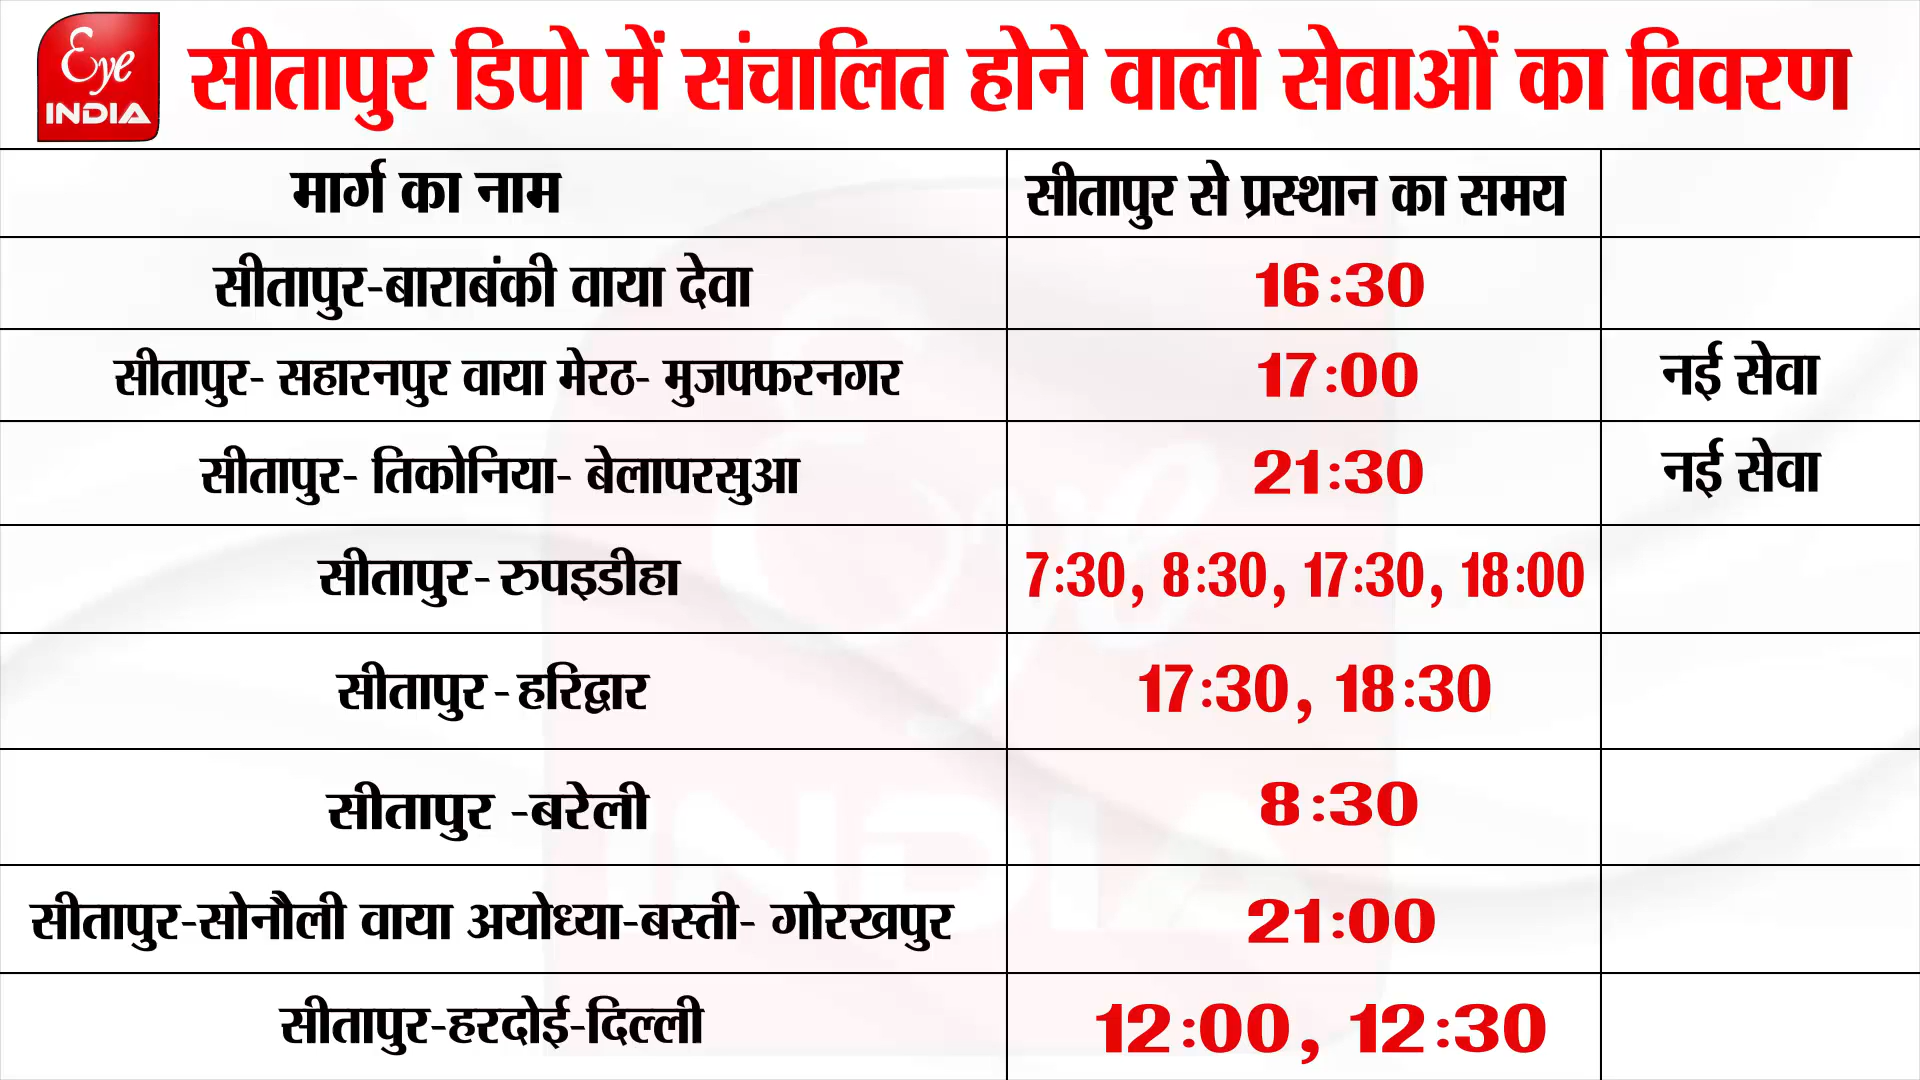 Eye
INDIA
सीतापुर डिपो में संचालित होने वाली सेवाओं का विवरण
मार्ग का नाम सीतापुर से प्रस्थान का समय
सीतापुर-बाराबंकी वाया देवा 16:30
सीतापुर- सहारनपुर वाया मेरठ- मुजफ्फरनगर 17:00 नई सेवा
सीतापुर- तिकोनिया- बेलापरसुआ 21:30 नई सेवा
सीतापुर-रुपइडीहा 7:30, 8:30, 17:30, 18:00
सीतापुर-हरिद्वार 17:30, 18:30
सीतापुर -बरेली 8:30
सीतापुर-सोनौली वाया अयोध्या-बस्ती- गोरखपुर 21:00
सीतापुर-हरदोई-दिल्ली 12:00, 12:30